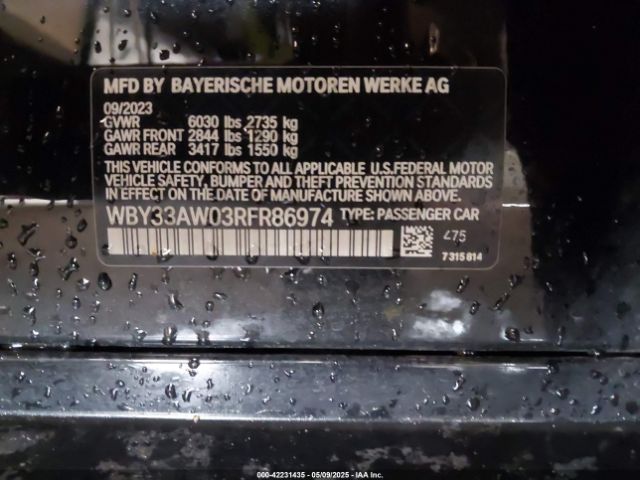 MFD BY BAYERISCHE MOTOREN WERKE AG
09/2023
GVWR 6030 lbs 2735 kg
GAWR FRONT 2844 lbs 1290 kg
GAWR REAR 3417 lbs 1550 kg
THIS VEHICLE CONFORMS TO ALL APPLICABLE U.S.FEDERAL MOTOR
VEHICLE SAFETY, BUMPER AND THEFT PREVENTION STANDARDS
IN EFFECT ON THE DATE OF MANUFACTURE SHOWN ABOVE.
WBY33AW03RFR86974 TYPE: PASSENGER CAR
475
7315814
000-42231435 - 05/09/2025 - IAA Inc.